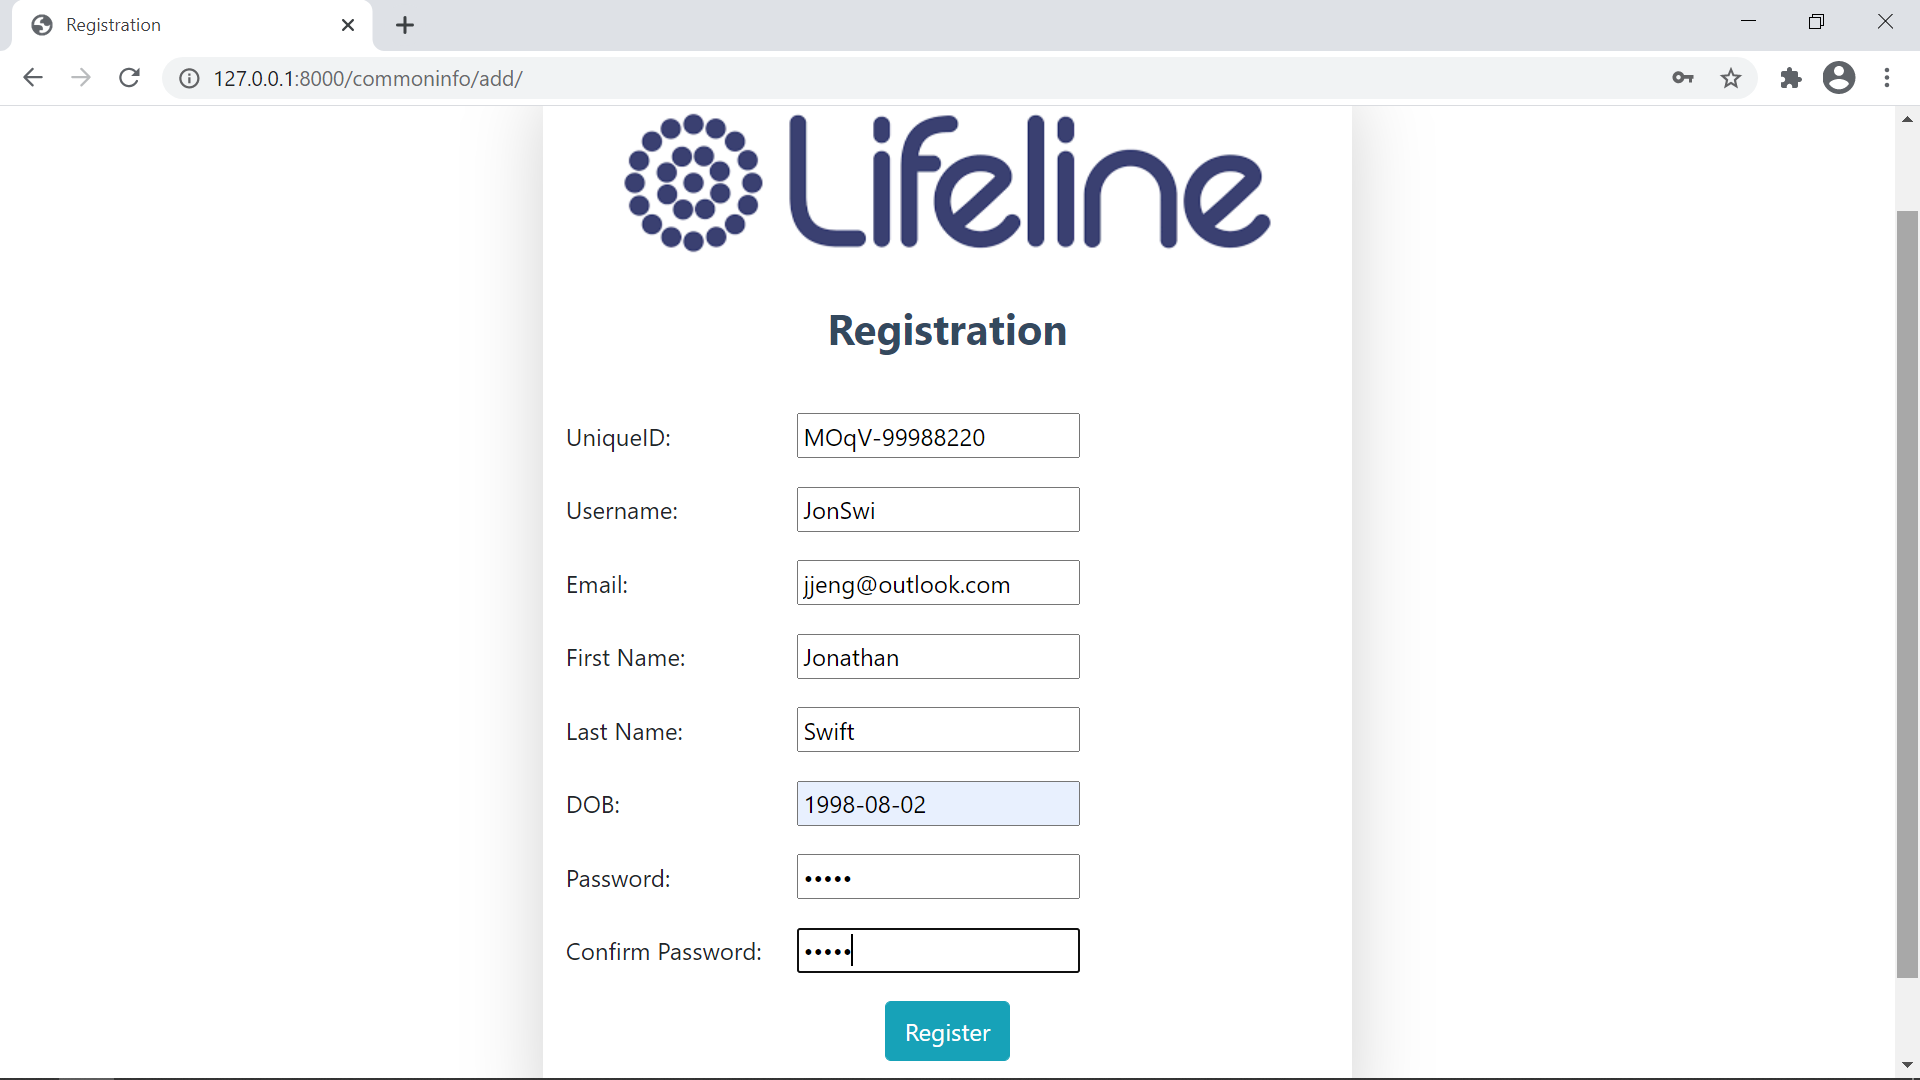 Registration
127.0.0.1:8000/commoninfo/add/
Lifeline
Registration
UniqueID: MOqV-99988220
Username: JonSwi
Email: jjeng@outlook.com
First Name: Jonathan
Last Name: Swift
DOB: 1998-08-02
Password: •••••
Confirm Password: •••••
Register